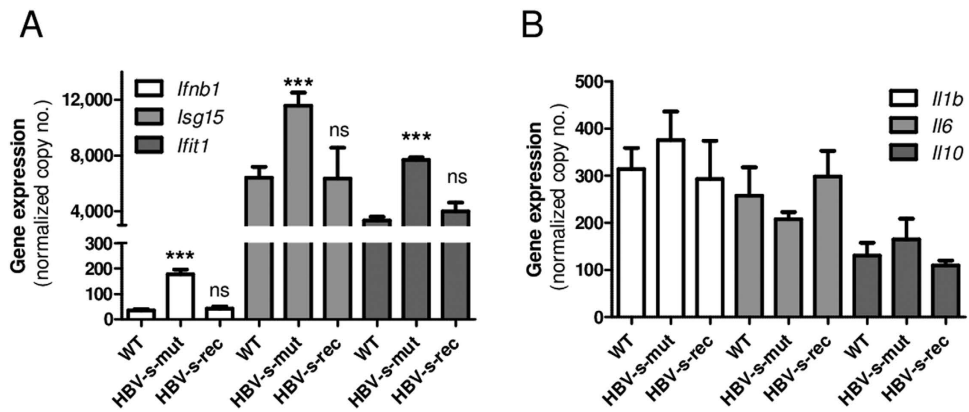 A
Gene expression
(normalized copy no.)
12,000
8,000
4,000
300
200
100
0
Ifnb1
Isg15
Ifit1
***
ns
***
ns
***
ns
WT
HBV-s-mut
HBV-s-rec
WT
HBV-s-mut
HBV-s-rec
WT
HBV-s-mut
HBV-s-rec
B
Gene expression
(normalized copy no.)
500
400
300
200
100
0
Il1b
Il6
Il10
WT
HBV-s-mut
HBV-s-rec
WT
HBV-s-mut
HBV-s-rec
WT
HBV-s-mut
HBV-s-rec